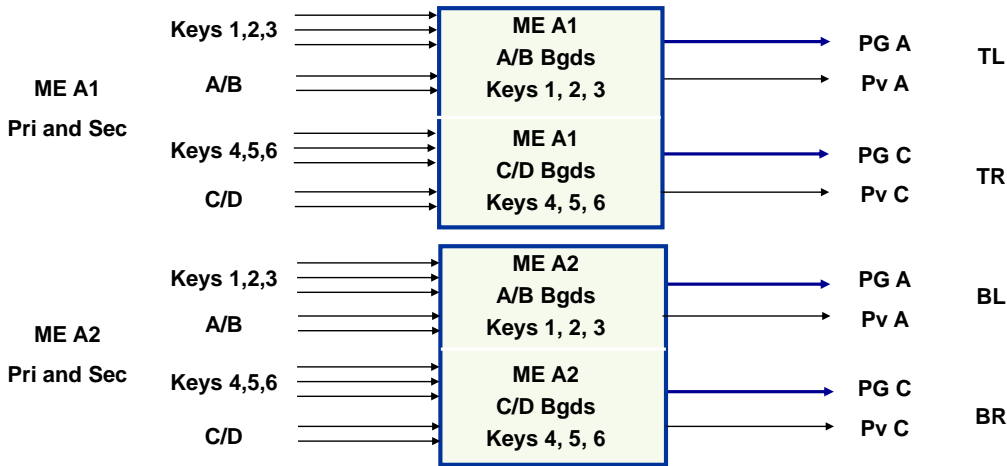 ME A1
Pri and Sec
Keys 1,2,3
A/B
Keys 4,5,6
C/D
ME A1
A/B Bgds
Keys 1, 2, 3
ME A1
C/D Bgds
Keys 4, 5, 6
PG A
Pv A
TL
PG C
Pv C
TR
ME A2
Pri and Sec
Keys 1,2,3
A/B
Keys 4,5,6
C/D
ME A2
A/B Bgds
Keys 1, 2, 3
ME A2
C/D Bgds
Keys 4, 5, 6
PG A
Pv A
BL
PG C
Pv C
BR